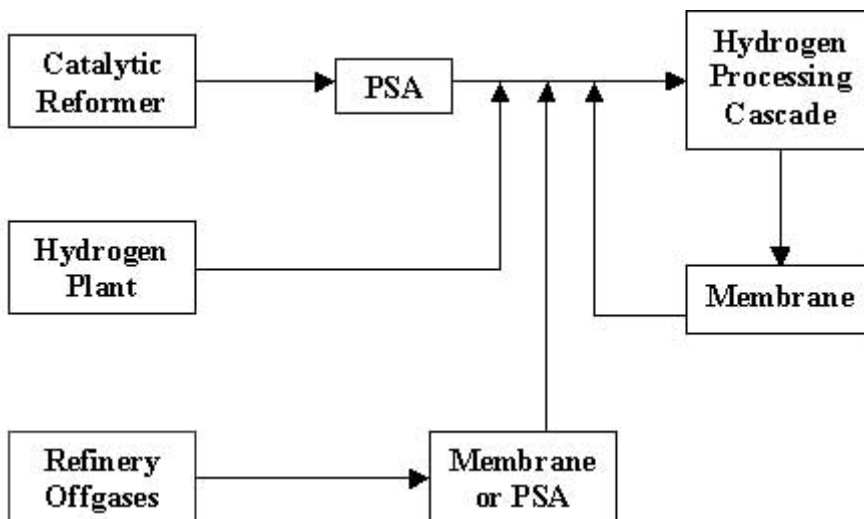 Catalytic
Reformer
PSA
Hydrogen
Processing
Cascade
Hydrogen
Plant
Membrane
Refinery
Offgases
Membrane
or PSA